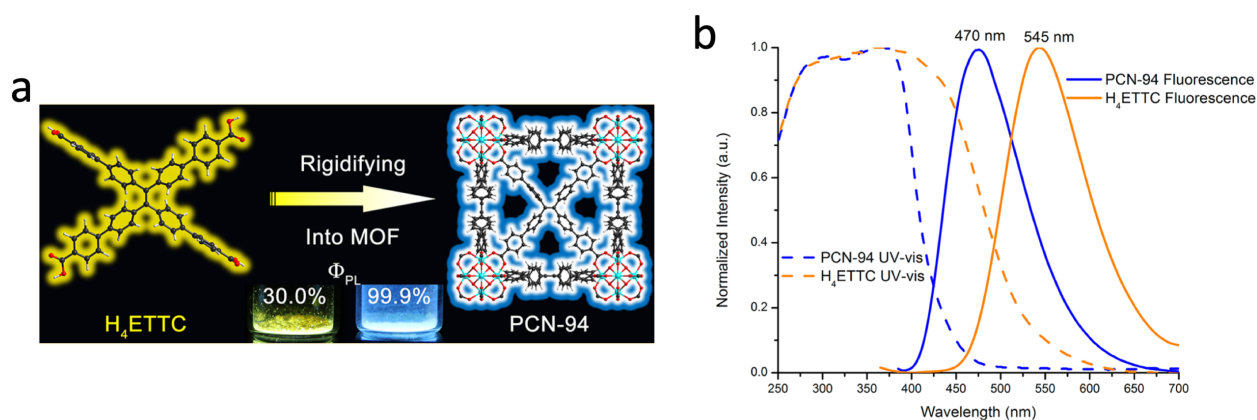 a
Rigidifying
Into MOF
ΦPL
30.0%
99.9%
H4ETTC
PCN-94
b
470 nm
545 nm
PCN-94 Fluorescence
H4ETTC Fluorescence
PCN-94 UV-vis
H4ETTC UV-vis
Normalized Intensity (a.u.)
1.0
0.8
0.6
0.4
0.2
0.0
250 300 350 400 450 500 550 600 650 700
Wavelength (nm)